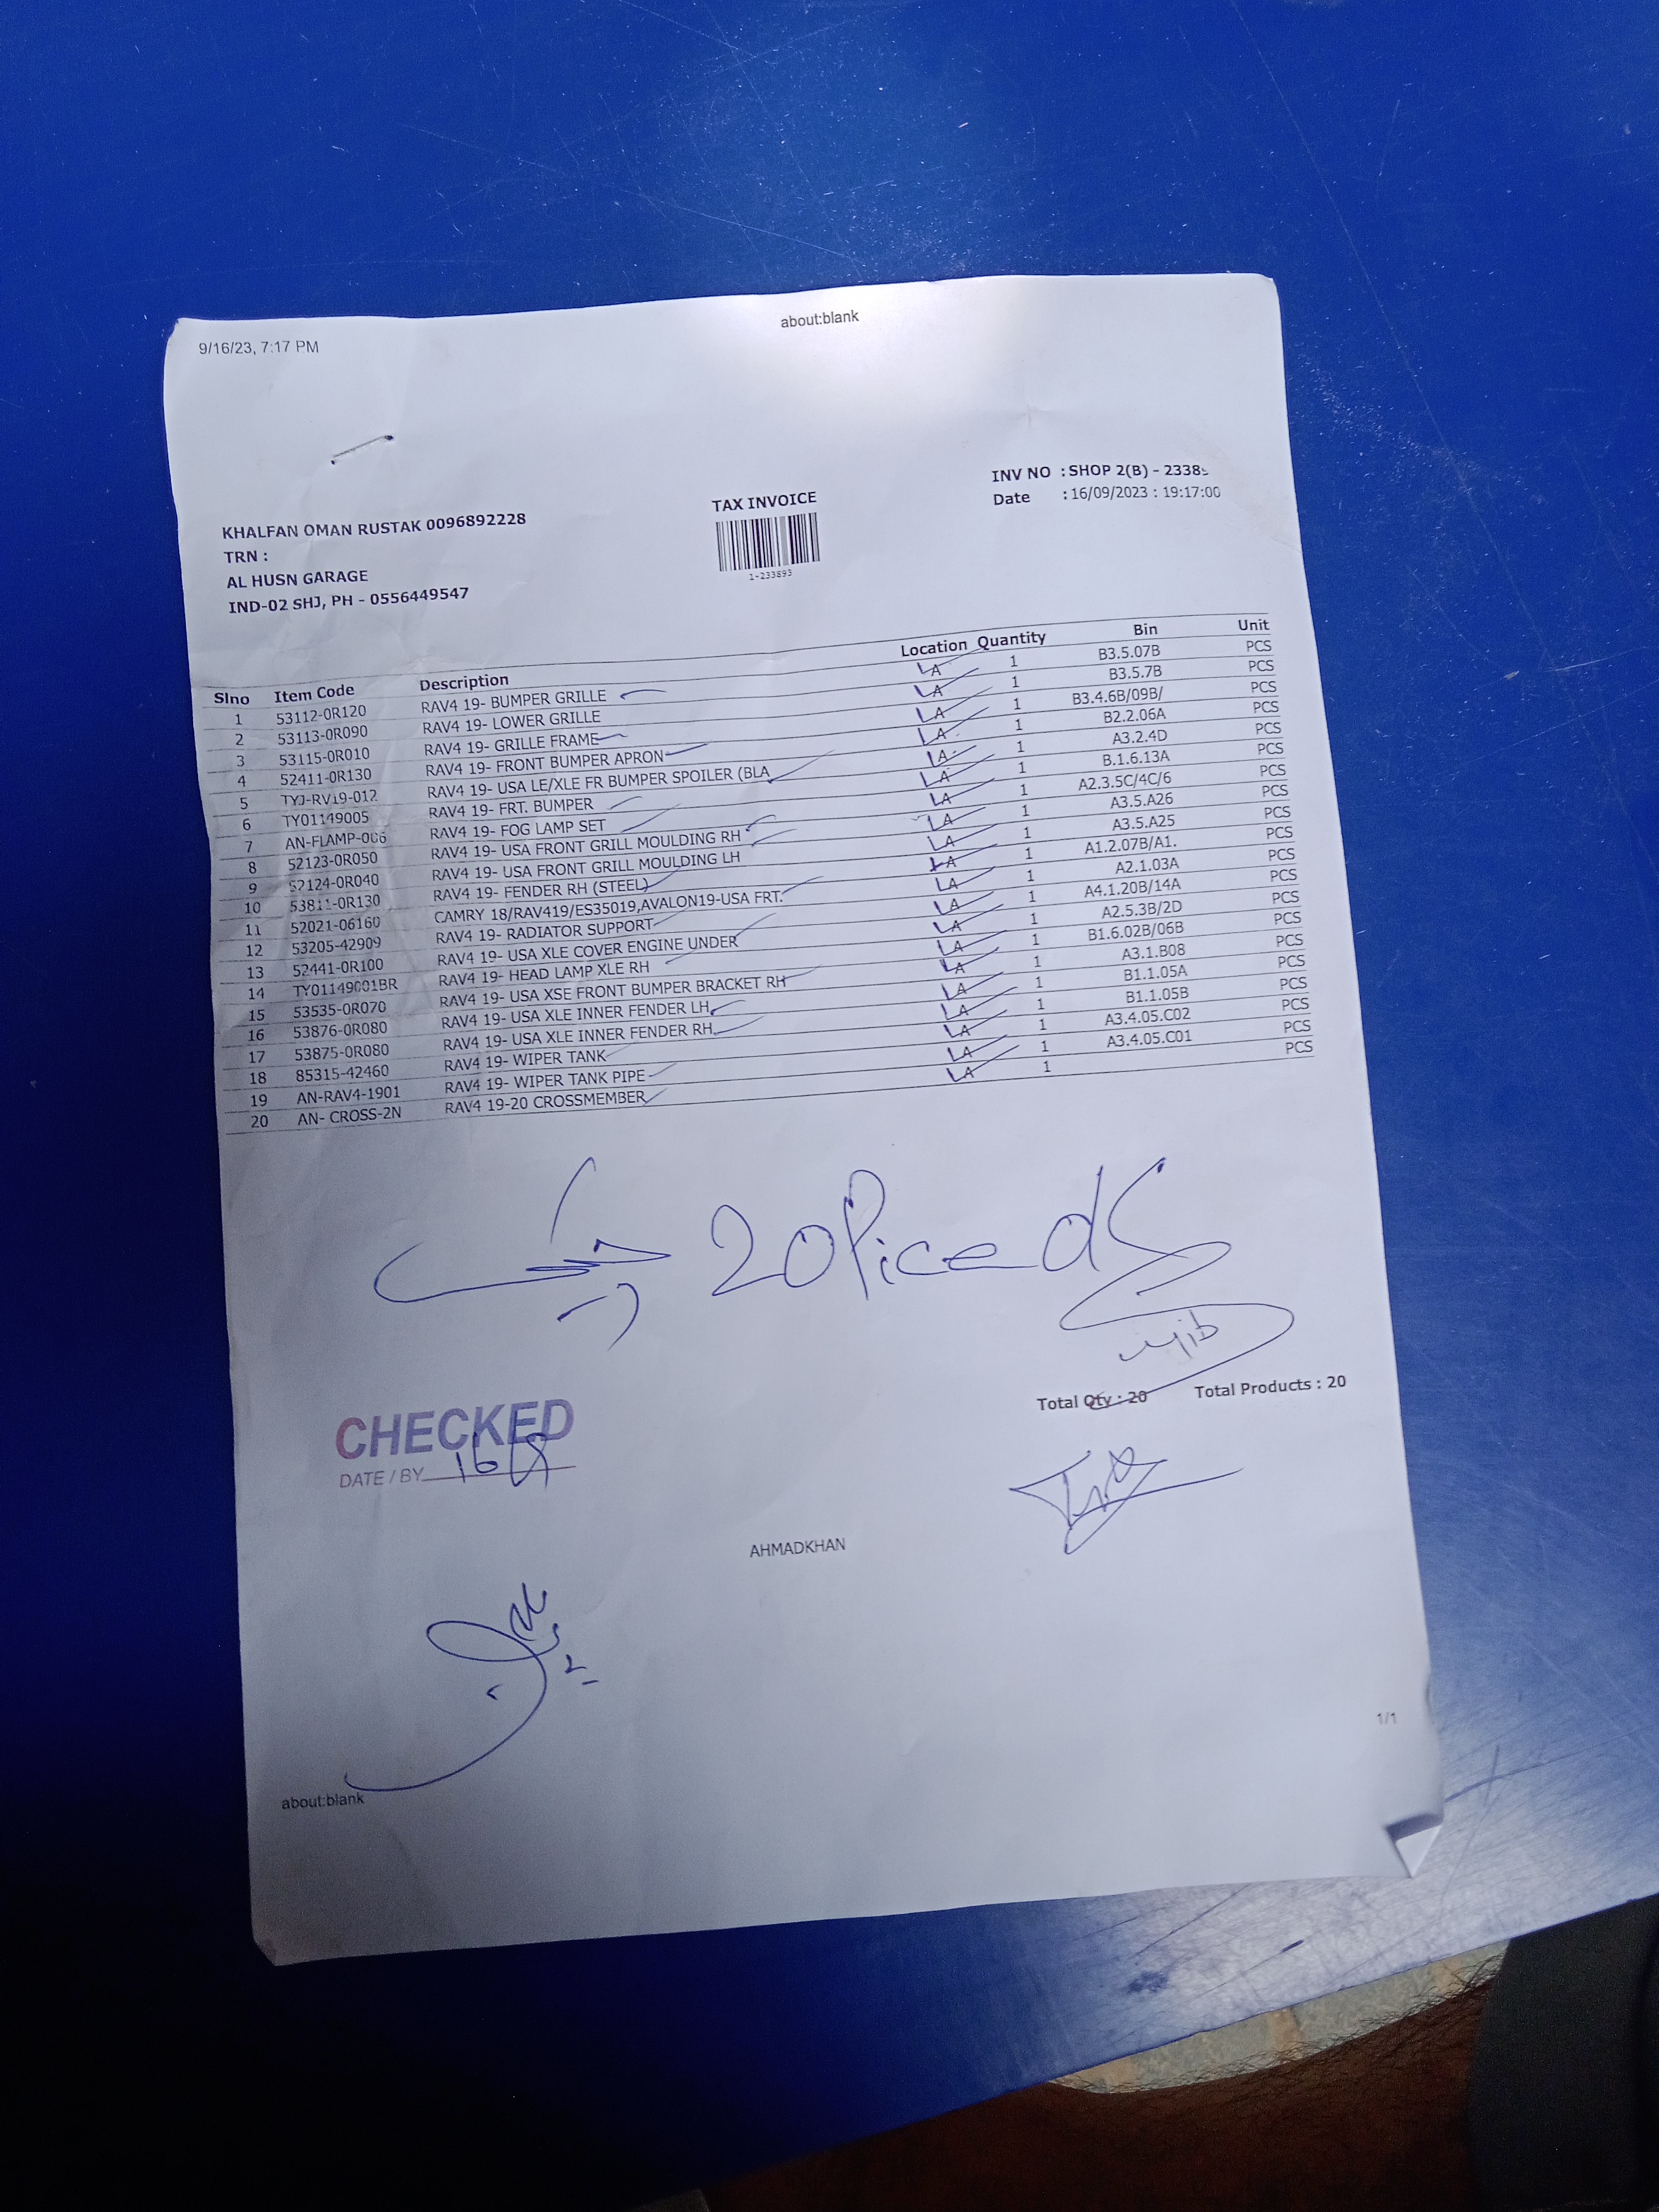 about:blank
9/16/23, 7:17 PM
INV NO : SHOP 2(B) - 23389
Date : 16/09/2023 : 19:17:00
TAX INVOICE
1-233893
KHALFAN OMAN RUSTAK 0096892228
TRN :
AL HUSN GARAGE
IND-02 SHJ, PH - 0556449547
Slno Item Code Description Location Quantity Bin Unit
1 53112-0R120 RAV4 19- BUMPER GRILLE LA 1 B3.5.07B PCS
2 53113-0R090 RAV4 19- LOWER GRILLE LA 1 B3.5.7B PCS
3 53115-0R010 RAV4 19- GRILLE FRAME LA 1 B3.4.6B/09B/ PCS
4 52411-0R130 RAV4 19- FRONT BUMPER APRON LA 1 B2.2.06A PCS
5 TYJ-RV19-012 RAV4 19- USA LE/XLE FR BUMPER SPOILER (BLA LA 1 A3.2.4D PCS
6 TY01149005 RAV4 19- FRT. BUMPER LA 1 B.1.6.13A PCS
7 AN-FLAMP-006 RAV4 19- FOG LAMP SET LA 1 A2.3.5C/4C/6 PCS
8 52123-0R050 RAV4 19- USA FRONT GRILL MOULDING RH LA 1 A3.5.A26 PCS
9 52124-0R040 RAV4 19- USA FRONT GRILL MOULDING LH LA 1 A3.5.A25 PCS
10 53811-0R130 RAV4 19- FENDER RH (STEEL) LA 1 A1.2.07B/A1. PCS
11 52021-06160 CAMRY 18/RAV419/ES35019,AVALON19-USA FRT. LA 1 A2.1.03A PCS
12 53205-42909 RAV4 19- RADIATOR SUPPORT LA 1 A4.1.20B/14A PCS
13 52441-0R100 RAV4 19- USA XLE COVER ENGINE UNDER LA 1 A2.5.3B/2D PCS
14 TY01149001BR RAV4 19- HEAD LAMP XLE RH LA 1 B1.6.02B/06B PCS
15 53535-0R070 RAV4 19- USA XSE FRONT BUMPER BRACKET RH LA 1 A3.1.B08 PCS
16 53876-0R080 RAV4 19- USA XLE INNER FENDER LH LA 1 B1.1.05A PCS
17 53875-0R080 RAV4 19- USA XLE INNER FENDER RH LA 1 B1.1.05B PCS
18 85315-42460 RAV4 19- WIPER TANK LA 1 A3.4.05.C02 PCS
19 AN-RAV4-1901 RAV4 19- WIPER TANK PIPE LA 1 A3.4.05.C01 PCS
20 AN- CROSS-2N RAV4 19-20 CROSSMEMBER LA 1 PCS
20 Pice
Total Qty : 20 Total Products : 20
CHECKED
DATE / BY 16
AHMADKHAN
1/1
about:blank